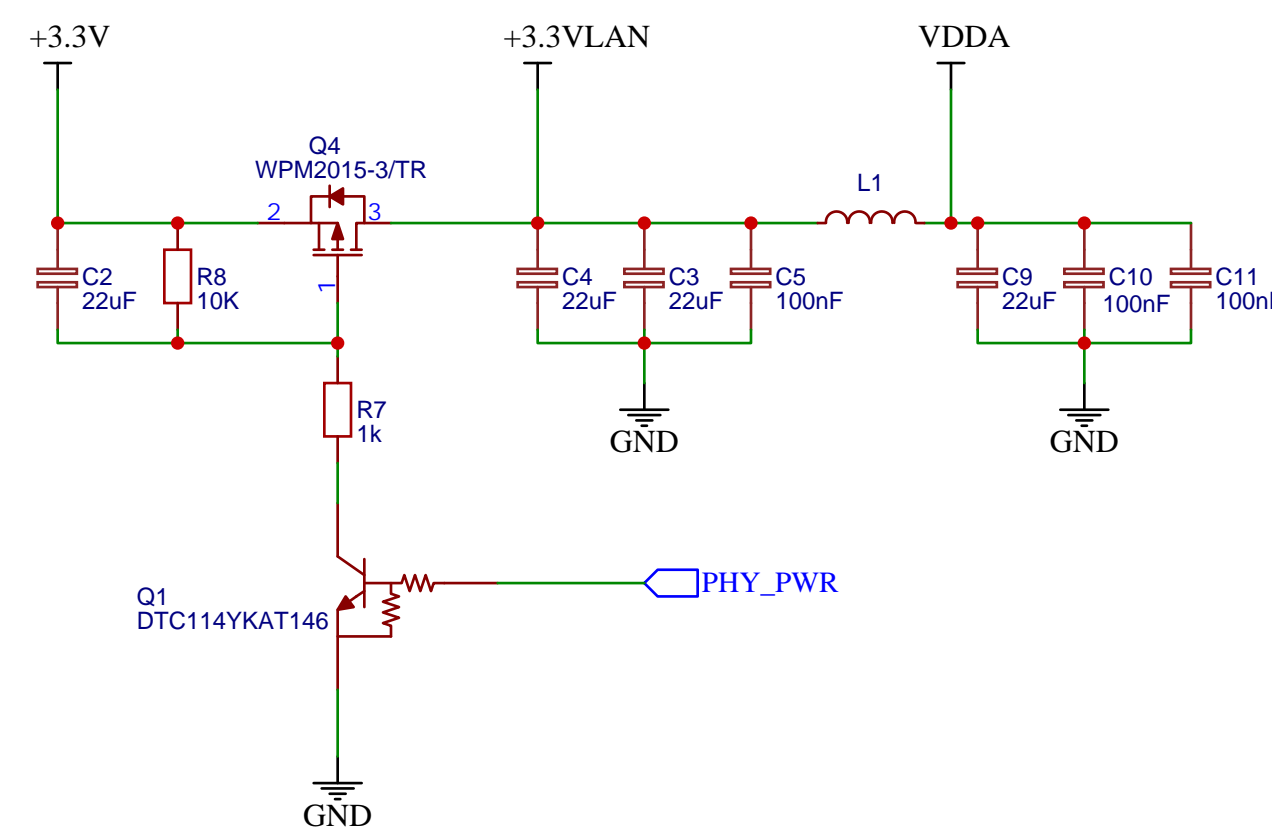 +3.3V
+3.3VLAN
VDDA
Q4
WPM2015-3/TR
L1
2
3
1
C2
22uF
R8
10K
C4
22uF
C3
22uF
C5
100nF
C9
22uF
C10
100nF
C11
R7
1k
GND
GND
Q1
DTC114YKAT146
PHY_PWR
GND